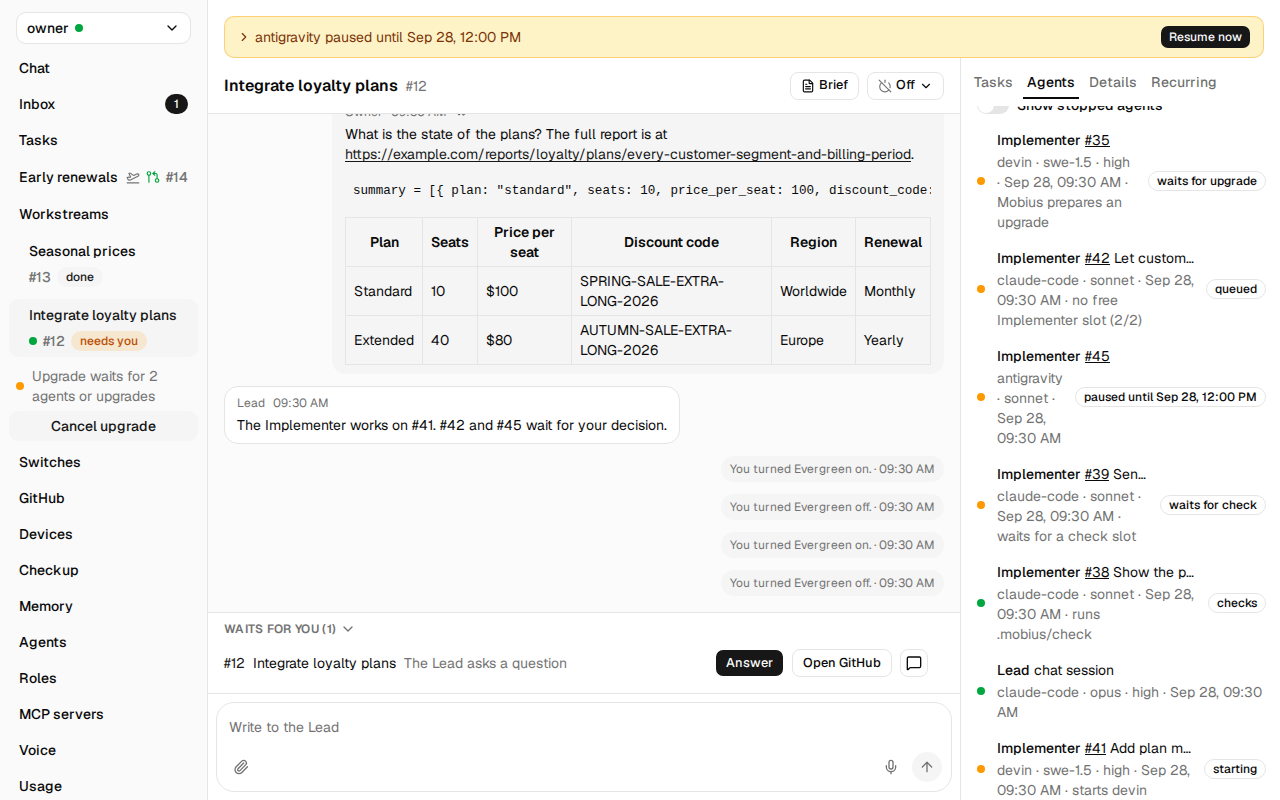 owner
Chat
Inbox 1
Tasks
Early renewals #14
Workstreams
Seasonal prices
#13 done
Integrate loyalty plans
#12 needs you
Upgrade waits for 2
agents or upgrades
Cancel upgrade
Switches
GitHub
Devices
Checkup
Memory
Agents
Roles
MCP servers
Voice
Usage
antigravity paused until Sep 28, 12:00 PM
Resume now
Integrate loyalty plans #12
Brief
Off
What is the state of the plans? The full report is at
https://example.com/reports/loyalty/plans/every-customer-segment-and-billing-period.
summary = [{ plan: "standard", seats: 10, price_per_seat: 100, discount_code:
Plan Seats Price per seat Discount code Region Renewal
Standard 10 $100 SPRING-SALE-EXTRA-LONG-2026 Worldwide Monthly
Extended 40 $80 AUTUMN-SALE-EXTRA-LONG-2026 Europe Yearly
Lead 09:30 AM
The Implementer works on #41. #42 and #45 wait for your decision.
You turned Evergreen on. · 09:30 AM
You turned Evergreen off. · 09:30 AM
You turned Evergreen on. · 09:30 AM
You turned Evergreen off. · 09:30 AM
WAITS FOR YOU (1)
#12 Integrate loyalty plans The Lead asks a question
Answer
Open GitHub
Write to the Lead
Tasks Agents Details Recurring
Show stopped agents
Implementer #35
devin · swe-1.5 · high
· Sep 28, 09:30 AM ·
Mobius prepares an
upgrade
waits for upgrade
Implementer #42 Let custom…
claude-code · sonnet · Sep 28,
09:30 AM · no free
Implementer slot (2/2)
queued
Implementer #45
antigravity
· sonnet ·
Sep 28,
09:30 AM
paused until Sep 28, 12:00 PM
Implementer #39 Sen…
claude-code · sonnet ·
Sep 28, 09:30 AM ·
waits for a check slot
waits for check
Implementer #38 Show the p…
claude-code · sonnet · Sep 28,
09:30 AM · runs
.mobius/check
checks
Lead chat session
claude-code · opus · high · Sep 28, 09:30
AM
Implementer #41 Add plan m…
devin · swe-1.5 · high · Sep 28,
09:30 AM · starts devin
starting